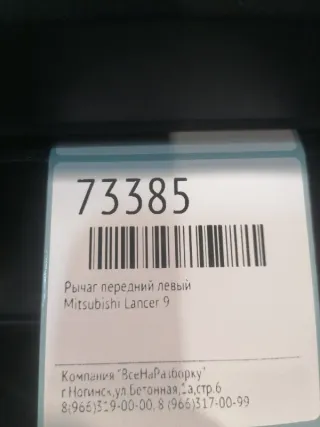 73385
Рычаг передний левый
Mitsubishi Lancer 9
Компания "ВсеНаРазборку"
г.Ногинск,ул.Бетонная,1а,стр.6
8(966)319-00-00, 8 (966)317-00-99